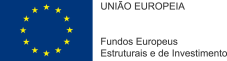 UNIÃO EUROPEIA
Fundos Europeus
Estruturais e de Investimento